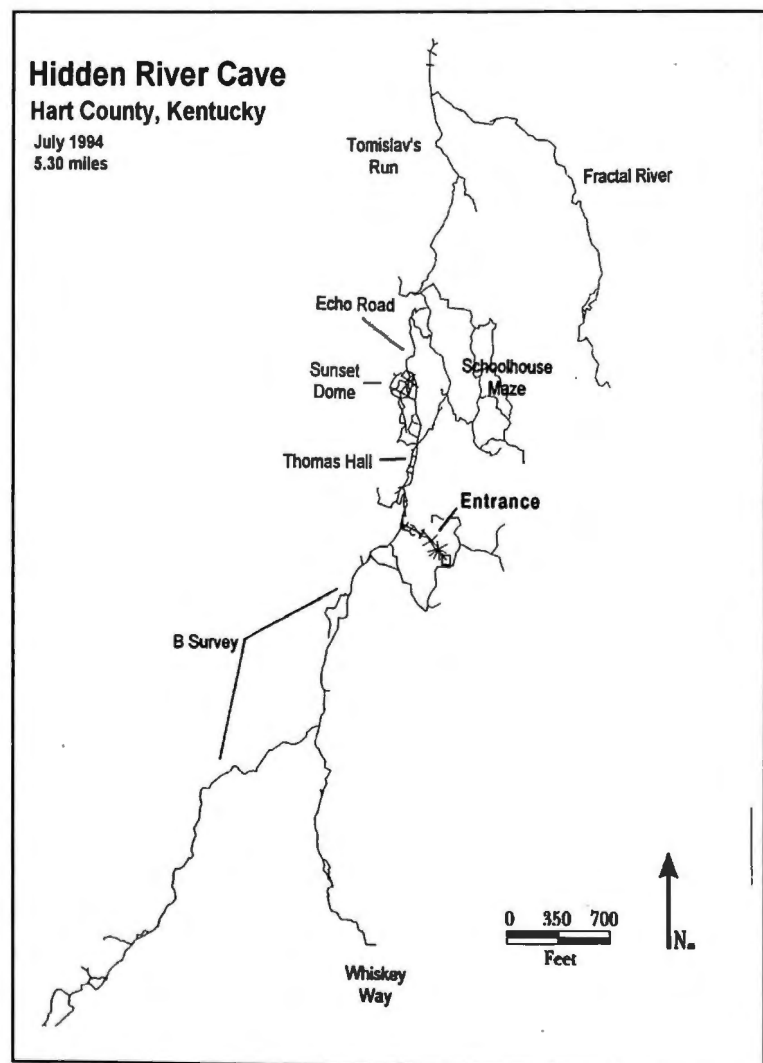 Hidden River Cave
Hart County, Kentucky
July 1994
5.30 miles
Tomislav's
Run
Fractal River
Echo Road
Sunset
Dome
Schoolhouse
Maze
Thomas Hall
Entrance
B Survey
0 350 700
Feet
N
Whiskey
Way